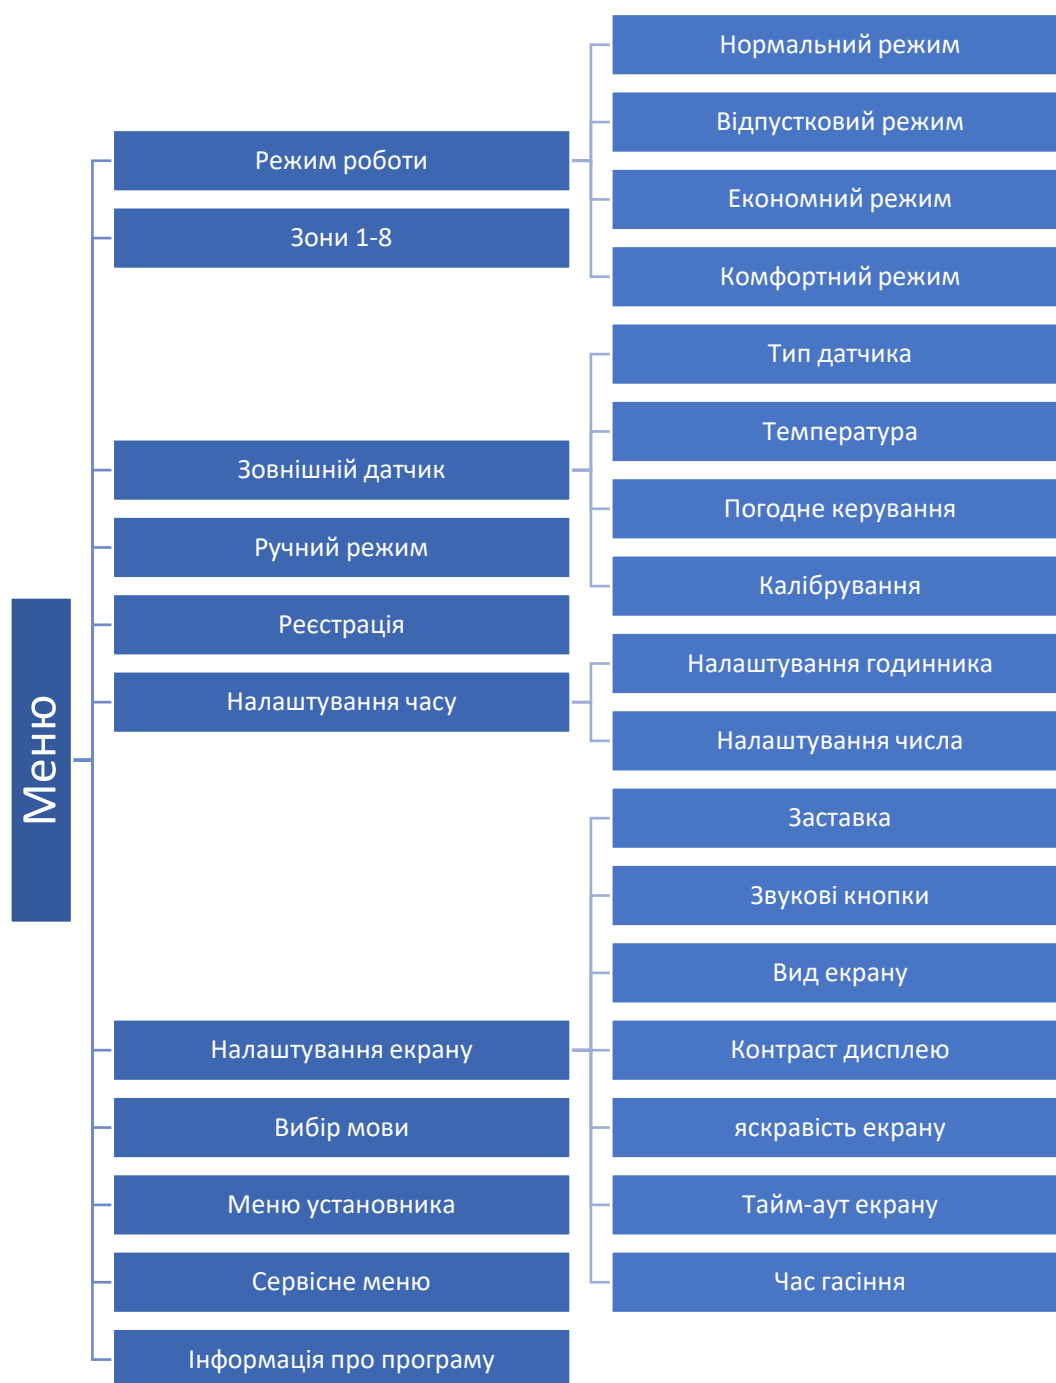 Меню
Режим роботи
Нормальний режим
Відпустковий режим
Економний режим
Комфортний режим
Зони 1-8
Зовнішній датчик
Тип датчика
Температура
Погодне керування
Калібрування
Ручний режим
Реєстрація
Налаштування часу
Налаштування годинника
Налаштування числа
Налаштування екрану
Заставка
Звукові кнопки
Вид екрану
Контраст дисплею
яскравість екрану
Тайм-аут екрану
Час гасіння
Вибір мови
Меню установника
Сервісне меню
Інформація про програму